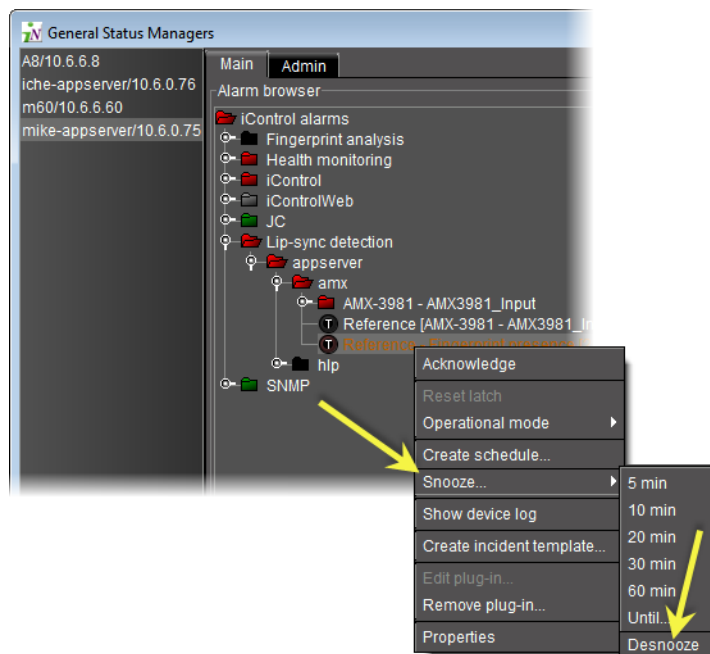 General Status Managers
A8/10.6.6.8
iche-appserver/10.6.0.76
m60/10.6.6.60
mike-appserver/10.6.0.75
Main
Admin
Alarm browser
iControl alarms
Fingerprint analysis
Health monitoring
iControl
iControlWeb
JC
Lip-sync detection
appserver
amx
AMX-3981 - AMX3981_Input
T Reference [AMX-3981 - AMX3981_In
T Reference - Fingerprint presence
hlp
SNMP
Acknowledge
Reset latch
Operational mode
Create schedule...
Snooze...
Show device log
Create incident template...
Edit plug-in...
Remove plug-in...
Properties
5 min
10 min
20 min
30 min
60 min
Until...
Desnooze